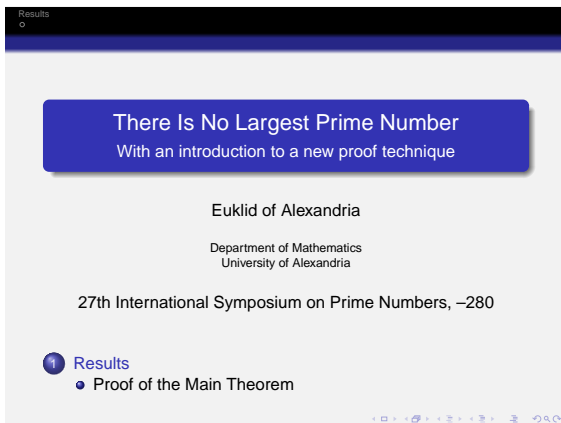 Results
There Is No Largest Prime Number
With an introduction to a new proof technique
Euklid of Alexandria
Department of Mathematics
University of Alexandria
27th International Symposium on Prime Numbers, –280
1 Results
Proof of the Main Theorem